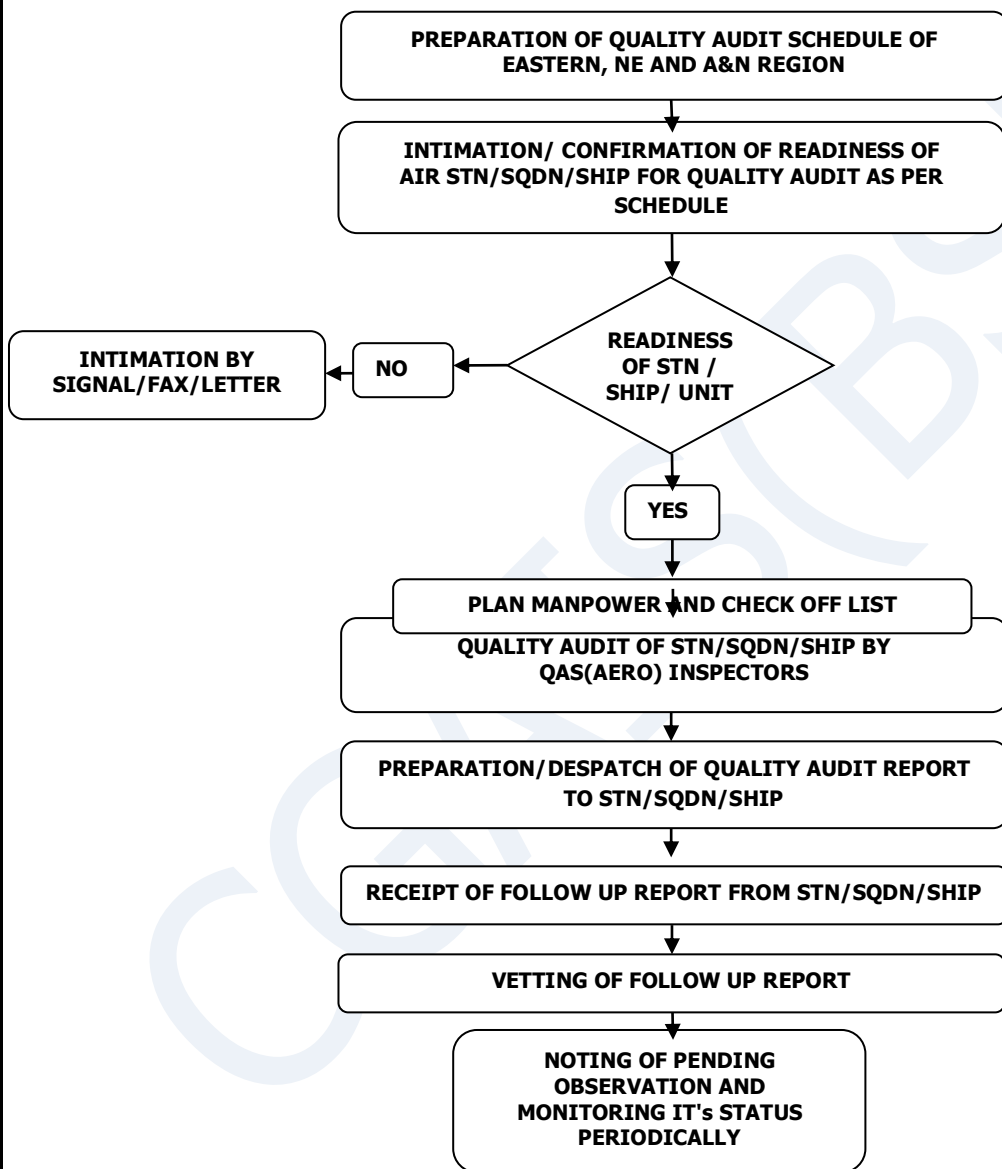 PREPARATION OF QUALITY AUDIT SCHEDULE OF
EASTERN, NE AND A&N REGION
INTIMATION/ CONFIRMATION OF READINESS OF
AIR STN/SQDN/SHIP FOR QUALITY AUDIT AS PER
SCHEDULE
READINESS
OF STN /
SHIP/ UNIT
NO
INTIMATION BY
SIGNAL/FAX/LETTER
YES
PLAN MANPOWER AND CHECK OFF LIST
QUALITY AUDIT OF STN/SQDN/SHIP BY
QAS(AERO) INSPECTORS
PREPARATION/DESPATCH OF QUALITY AUDIT REPORT
TO STN/SQDN/SHIP
RECEIPT OF FOLLOW UP REPORT FROM STN/SQDN/SHIP
VETTING OF FOLLOW UP REPORT
NOTING OF PENDING
OBSERVATION AND
MONITORING IT's STATUS
PERIODICALLY